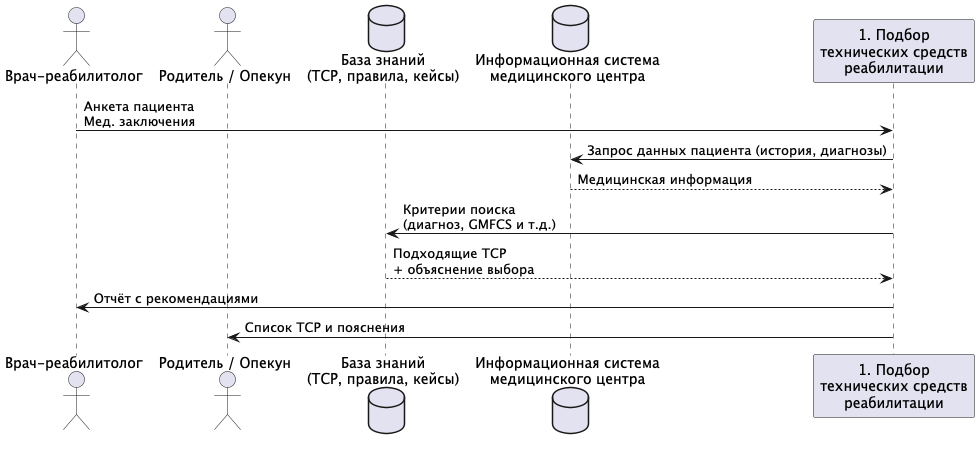 Врач-реабилитолог
Родитель / Опекун
База знаний
(ТСР, правила, кейсы)
Информационная система
медицинского центра
1. Подбор
технических средств
реабилитации
Анкета пациента
Мед. заключения
Запрос данных пациента (история, диагнозы)
Медицинская информация
Критерии поиска
(диагноз, GMFCS и т.д.)
Подходящие ТСР
+ объяснение выбора
Отчёт с рекомендациями
Список ТСР и пояснения
Врач-реабилитолог
Родитель / Опекун
База знаний
(ТСР, правила, кейсы)
Информационная система
медицинского центра
1. Подбор
технических средств
реабилитации